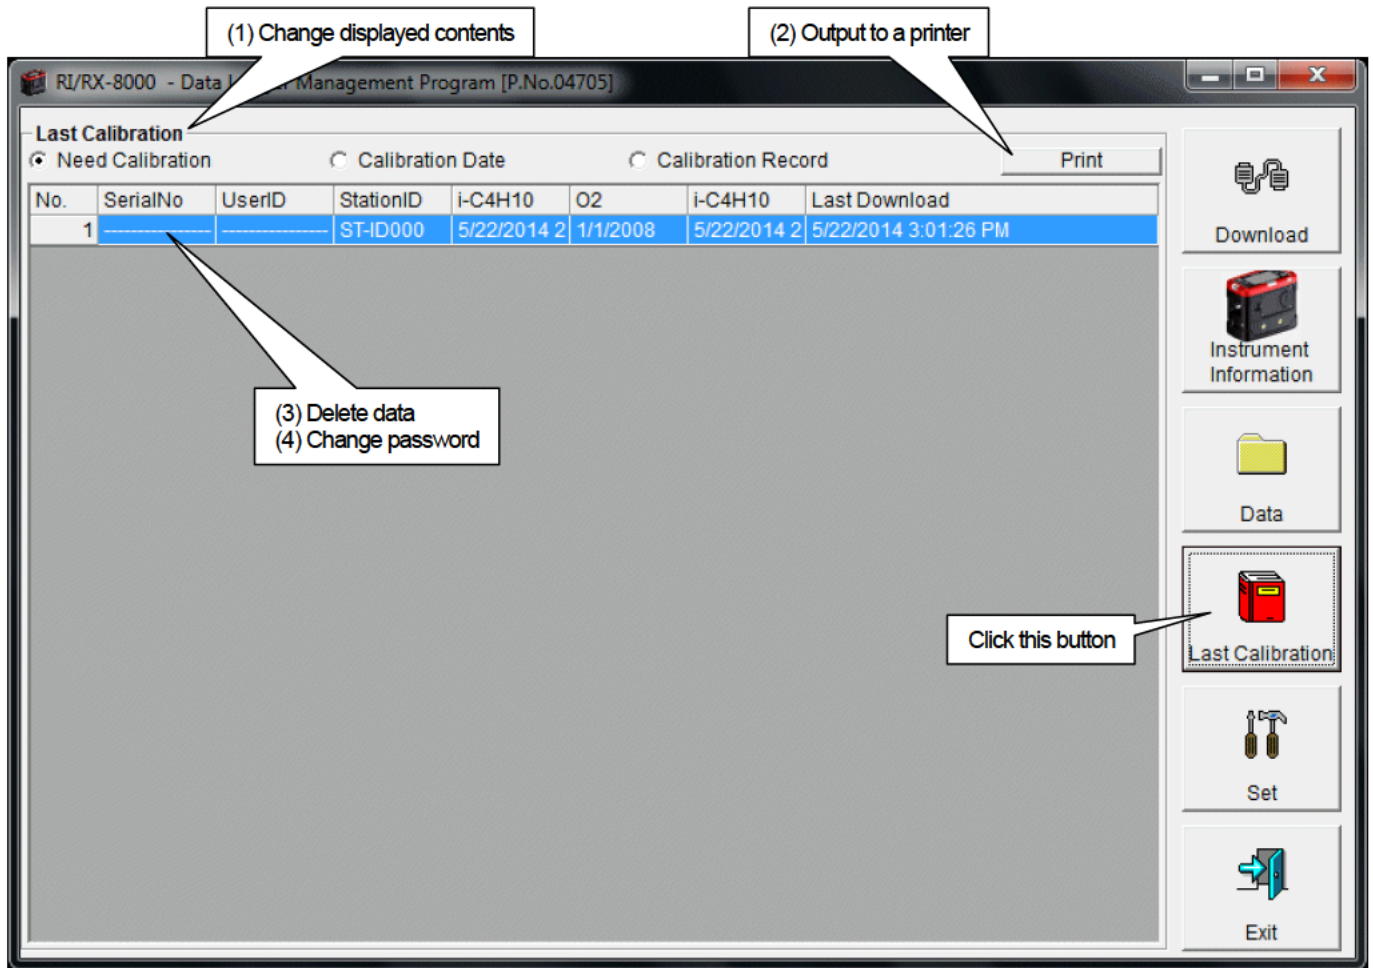 (1) Change displayed contents
(2) Output to a printer
RI/RX-8000 - Data Management Program [P.No.04705]
Last Calibration
Need Calibration Calibration Date Calibration Record Print
No. SerialNo UserID StationID i-C4H10 O2 i-C4H10 Last Download
1 ---------------- ---------------- ST-ID000 5/22/2014 2 1/1/2008 5/22/2014 2 5/22/2014 3:01:26 PM
(3) Delete data
(4) Change password
Click this button
Download
Instrument
Information
Data
Last Calibration
Set
Exit